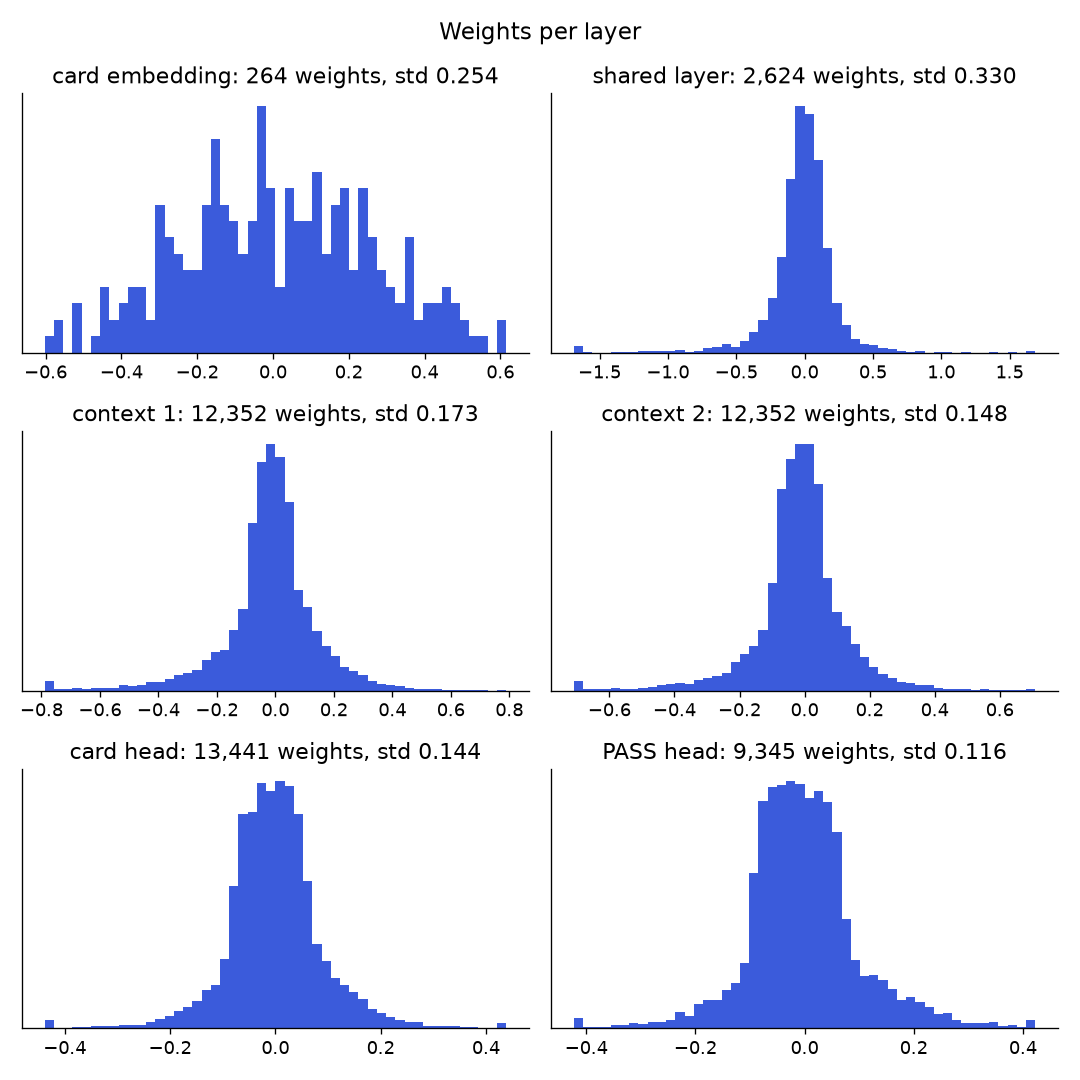 Weights per layer
card embedding: 264 weights, std 0.254
shared layer: 2,624 weights, std 0.330
−0.6 −0.4 −0.2 0.0 0.2 0.4 0.6
−1.5 −1.0 −0.5 0.0 0.5 1.0 1.5
context 1: 12,352 weights, std 0.173
context 2: 12,352 weights, std 0.148
−0.8 −0.6 −0.4 −0.2 0.0 0.2 0.4 0.6 0.8
−0.6 −0.4 −0.2 0.0 0.2 0.4 0.6
card head: 13,441 weights, std 0.144
PASS head: 9,345 weights, std 0.116
−0.4 −0.2 0.0 0.2 0.4
−0.4 −0.2 0.0 0.2 0.4